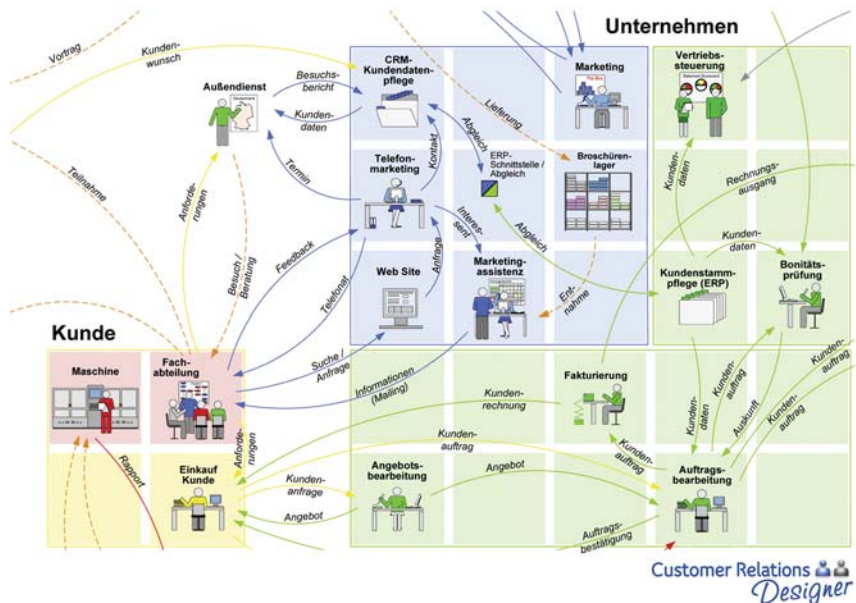 Unternehmen
Vortrag
Kunden-
wunsch
CRM-
Kundendaten-
pflege
Marketing
Vertriebs-
steuerung
Außendienst
Besuchs-
bericht
Kunden-
daten
Lieferung
Abgleich
Kontakt
Telefon-
marketing
ERP-
Schnittstelle /
Abgleich
Broschüren-
lager
Kunden-
daten
Rechnungs-
ausgang
Teilnahme
Termin
Anforde-
rungen
Feedback
Interes-
sent
Abgleich
Kunden-
daten
Besuch /
Beratung
Telefonat
Web Site
Anfrage
Marketing-
assistenz
Ent-
nahme
Kundenstamm-
pflege (ERP)
Bonitäts-
prüfung
Kunde
Maschine
Fach-
abteilung
Suche /
Anfrage
Informationen
(Mailing)
Kunden-
rechnung
Fakturierung
Kunden-
daten
Kunden-
auftrag
Auskunft
Kunden-
auftrag
Kunden-
auftrag
Rapport
Einkauf
Kunde
Anforde-
rungen
Kunden-
auftrag
Kunden-
anfrage
Angebot
Angebots-
bearbeitung
Angebot
Kunden-
auftrag
Auftrags-
bearbeitung
Auftrags-
bestätigung
Customer Relations
Designer